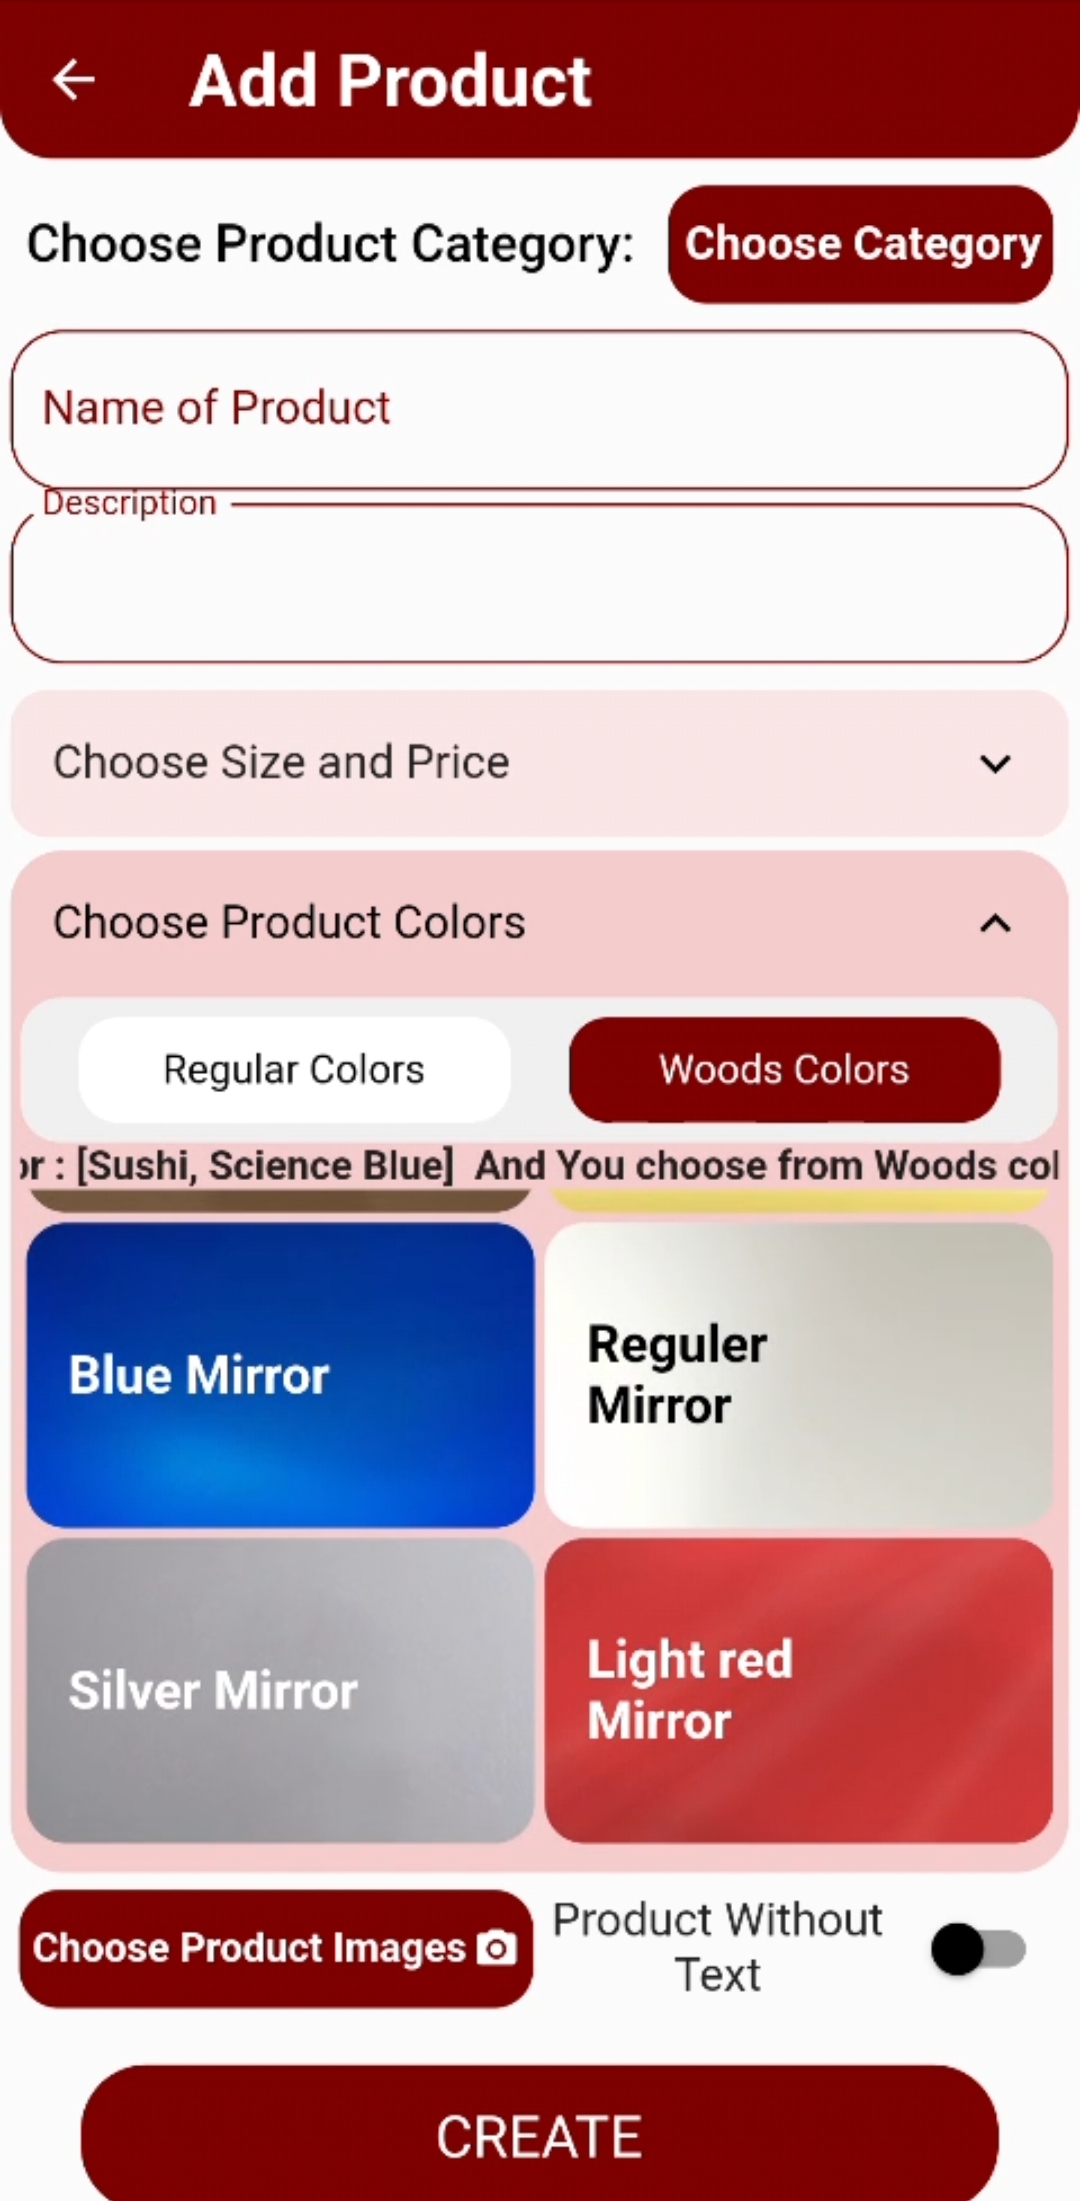 Add Product
Choose Product Category:
Choose Category
Name of Product
Description
Choose Size and Price
Choose Product Colors
Regular Colors
Woods Colors
or : [Sushi, Science Blue]  And You choose from Woods col
Blue Mirror
Reguler
Mirror
Silver Mirror
Light red
Mirror
Choose Product Images
Product Without
Text
CREATE